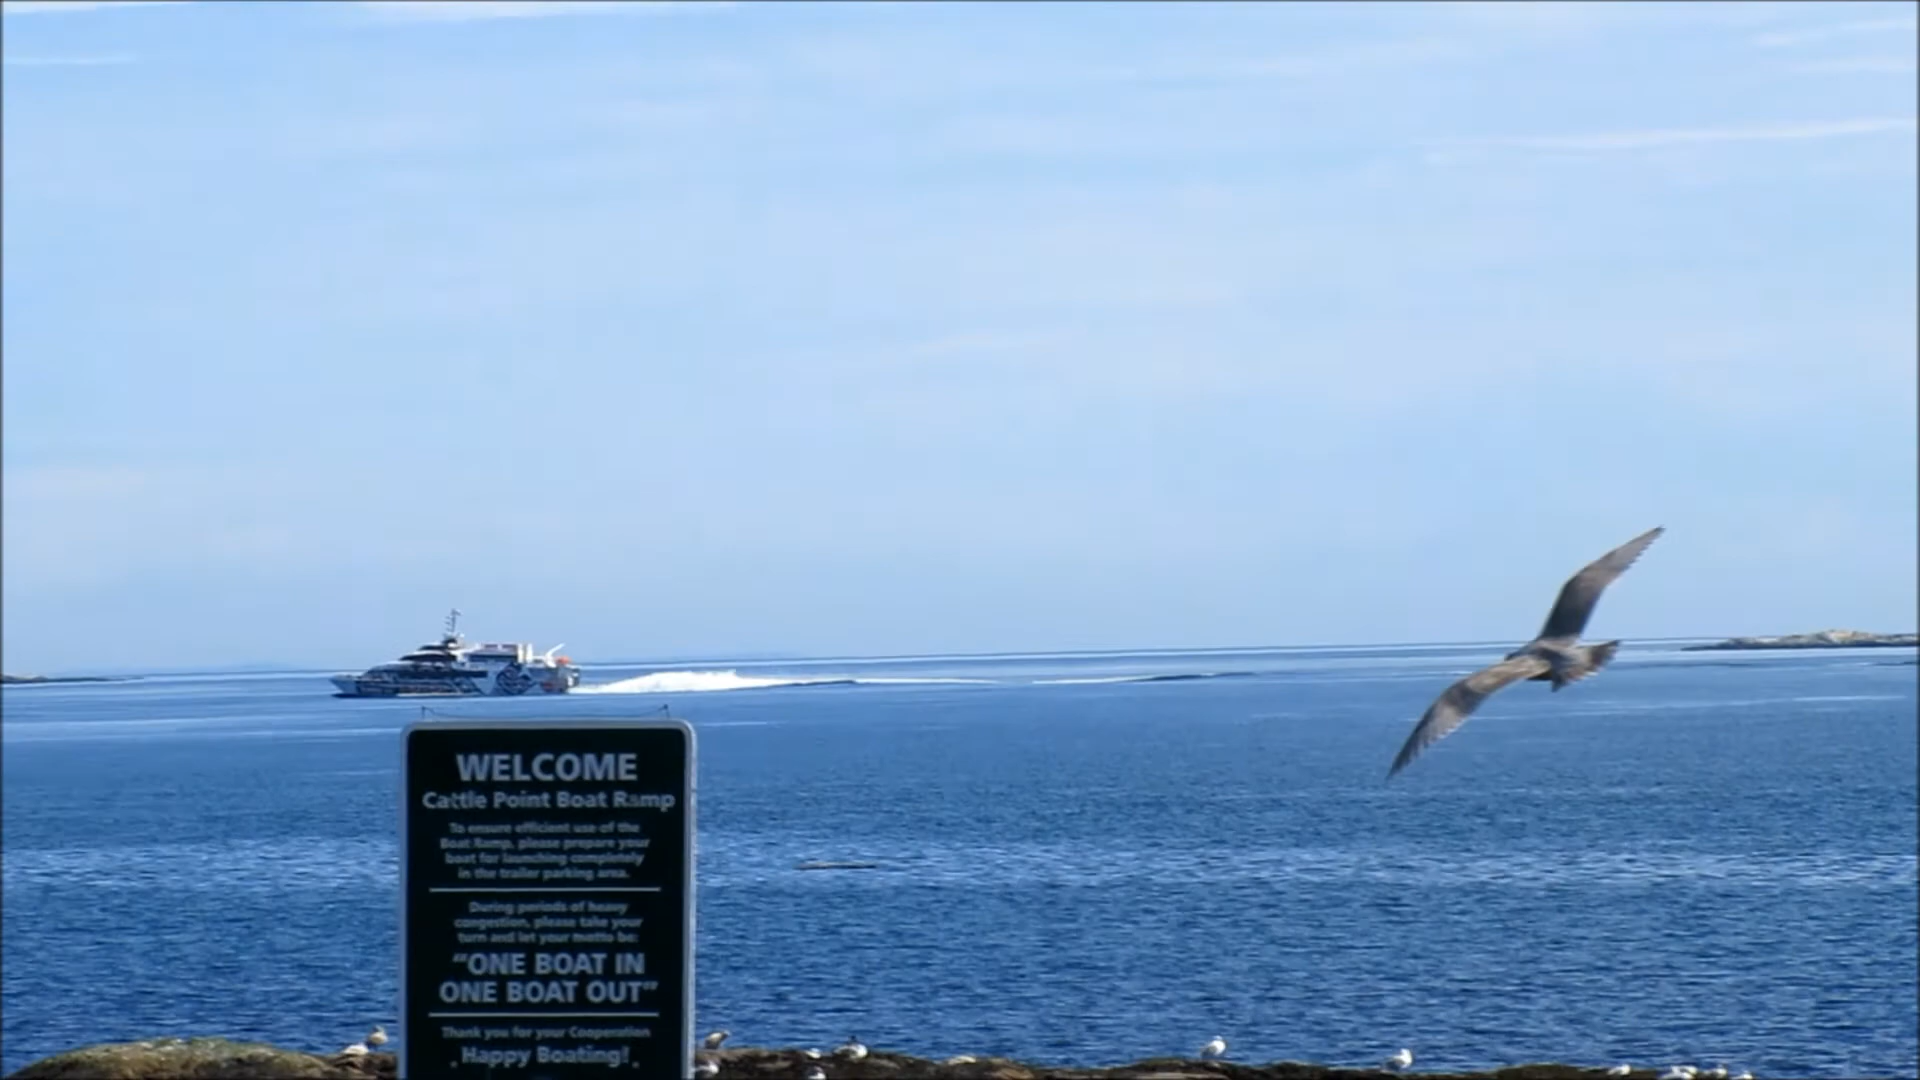 WELCOME
Cattle Point Boat Ramp
To ensure efficient use of the
Boat Ramp, please prepare your
boat for launching completely
in the trailer parking area.
During periods of heavy
congestion, please take your
turn and let your motto be:
“ONE BOAT IN
ONE BOAT OUT”
Thank you for your Cooperation
Happy Boating!